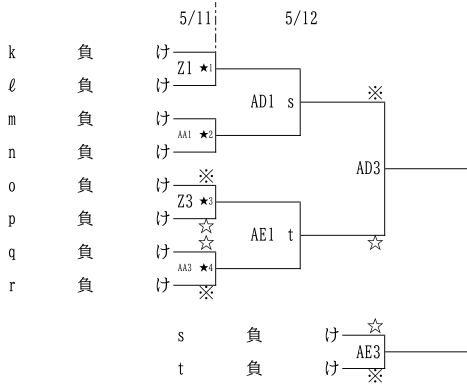 5/11 5/12
k 負 け
Z1 ★1
ℓ 負 け
※
AD1 s
m 負 け
AA1 ★2
n 負 け
AD3
o 負 け ※
Z3 ★3
p 負 け ☆
AE1 t ☆
q 負 け ☆
AA3 ★4
r 負 け ※
s 負 け ☆
AE3
t 負 け ※